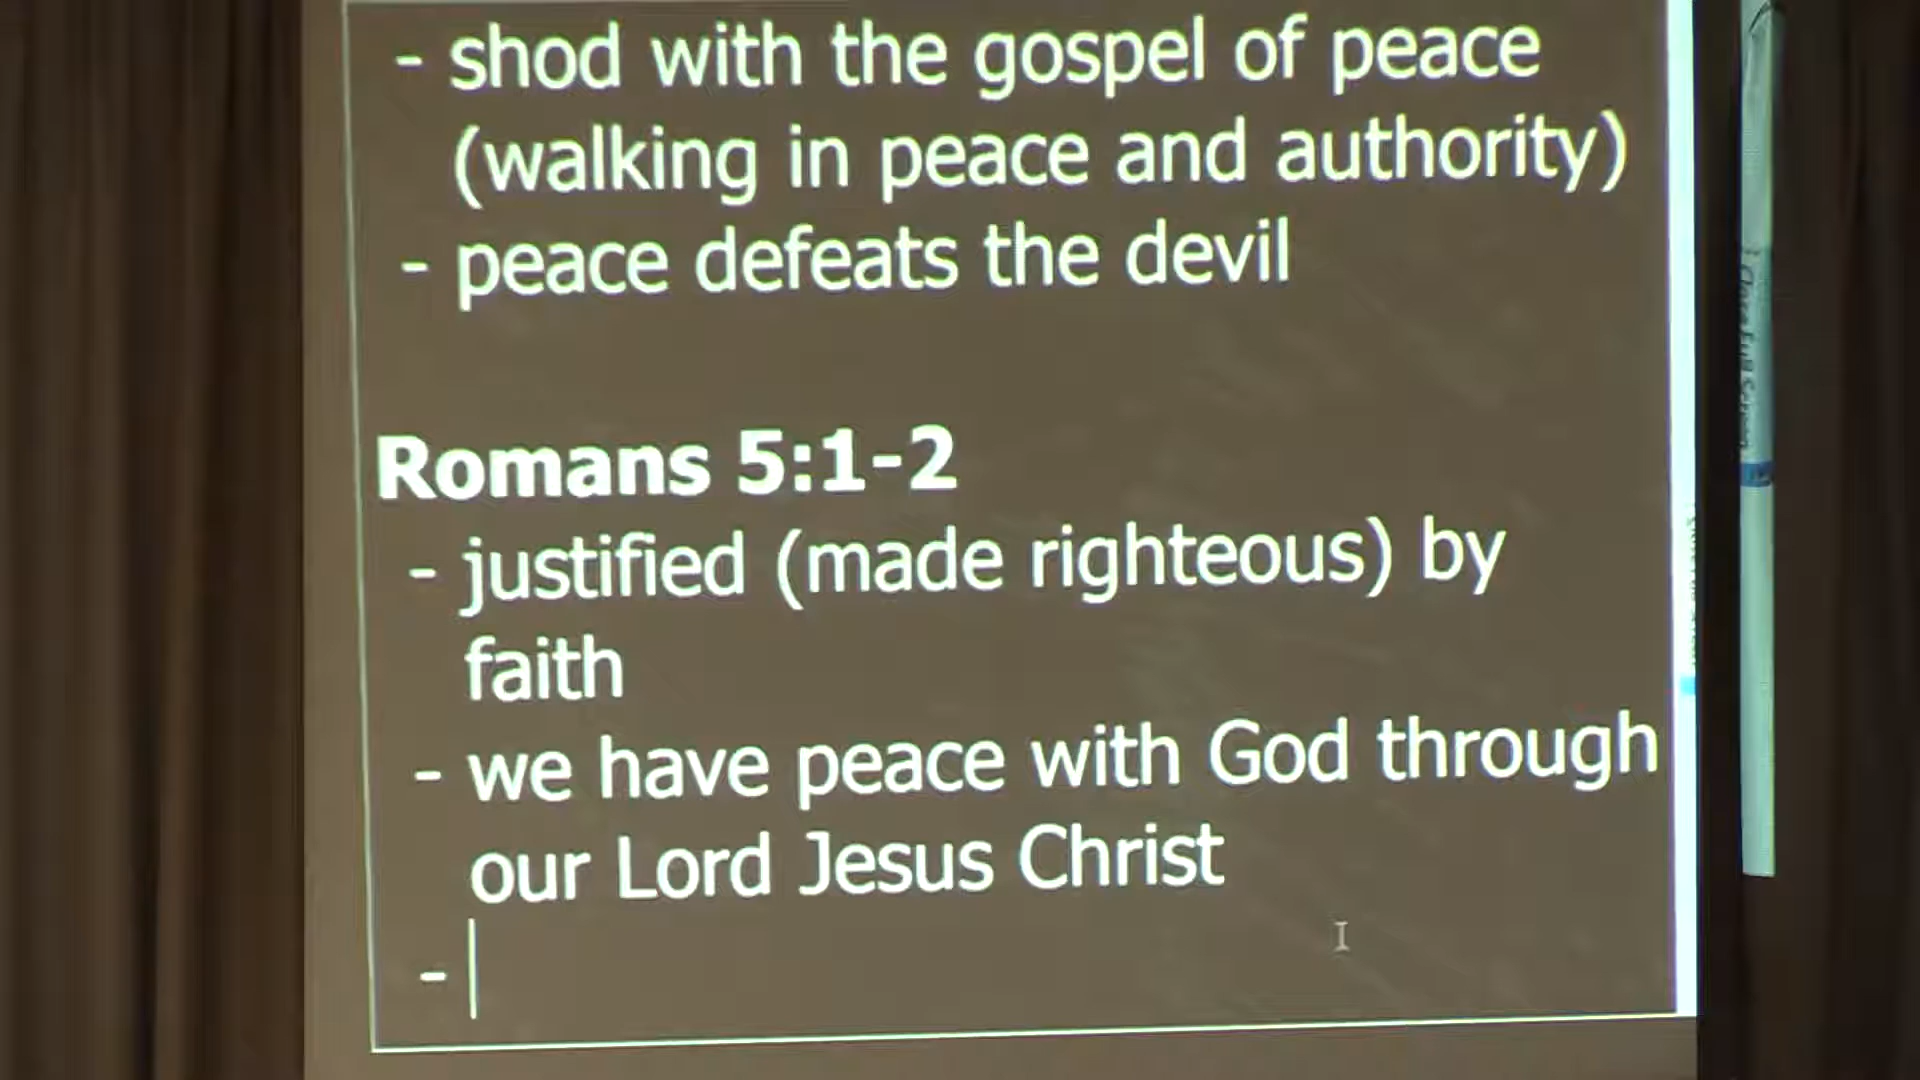 - shod with the gospel of peace
(walking in peace and authority)
- peace defeats the devil
Romans 5:1-2
- justified (made righteous) by
faith
- we have peace with God through
our Lord Jesus Christ
-